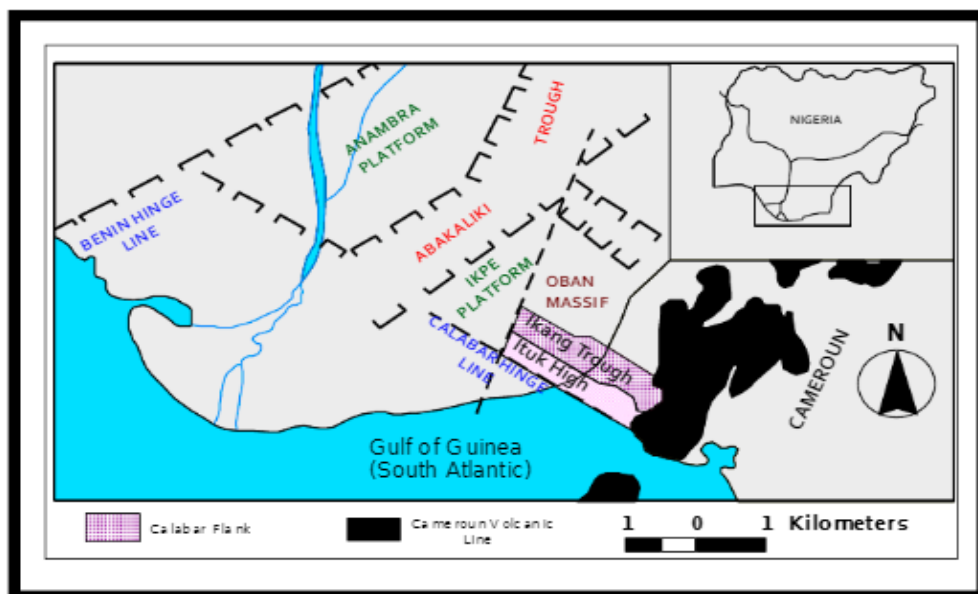 ANAMBRA
PLATFORM
TROUGH
NIGERIA
BENIN HINGE
LINE
ABAKALIKI
IKPE
PLATFORM
OBAN
MASSIF
CALABAR HINGE
LINE
Ikang Trough
Ituk High
CAMEROUN
N
Gulf of Guinea
(South Atlantic)
Calabar Flank
Cameroun Volcanic
Line
1 0 1 Kilometers